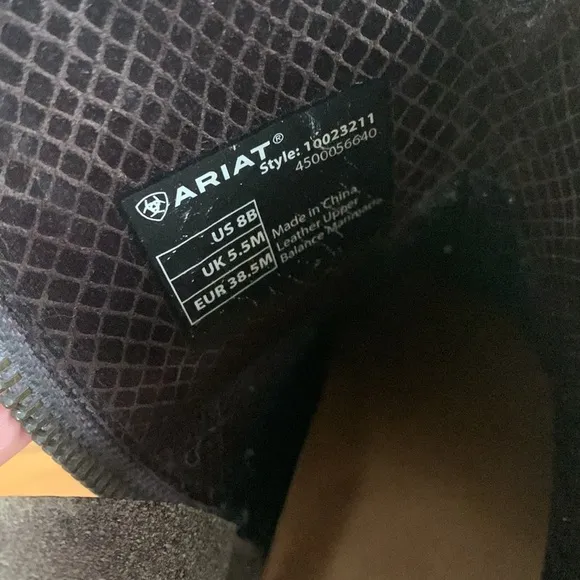 ARIAT®
Style: 10023211
4500056640
US 8B
UK 5.5M
EUR 38.5M
Made in China
Leather Upper
Balance Manmade